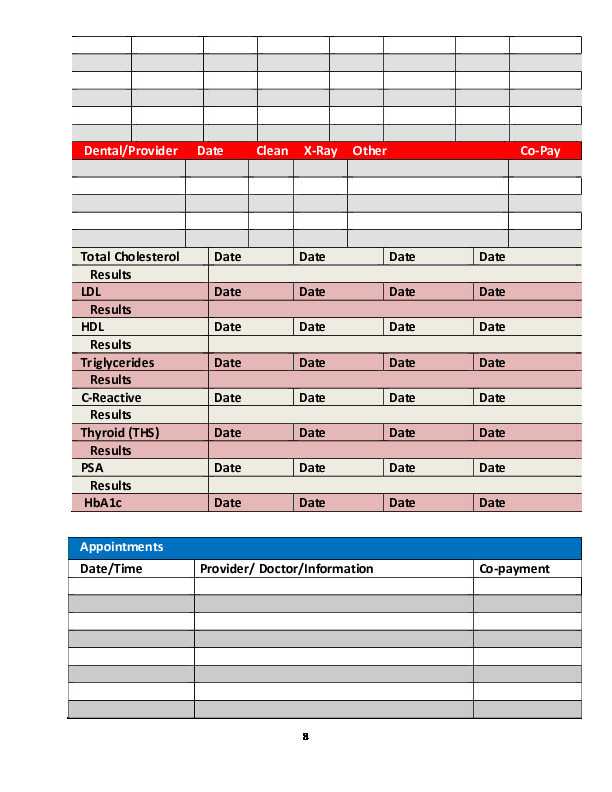 Dental/Provider Date Clean X-Ray Other Co-Pay
Total Cholesterol Date Date Date Date
Results
LDL Date Date Date Date
Results
HDL Date Date Date Date
Results
Triglycerides Date Date Date Date
Results
C-Reactive Date Date Date Date
Results
Thyroid (THS) Date Date Date Date
Results
PSA Date Date Date Date
Results
HbA1c Date Date Date Date
Appointments
Date/Time Provider/ Doctor/Information Co-payment